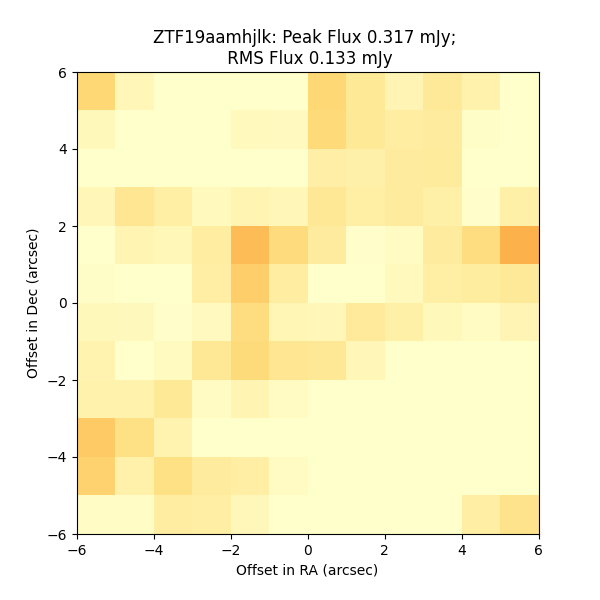 ZTF19aamhjlk: Peak Flux 0.317 mJy;
RMS Flux 0.133 mJy
6
4
2
0
−2
−4
−6
Offset in Dec (arcsec)
−6 −4 −2 0 2 4 6
Offset in RA (arcsec)